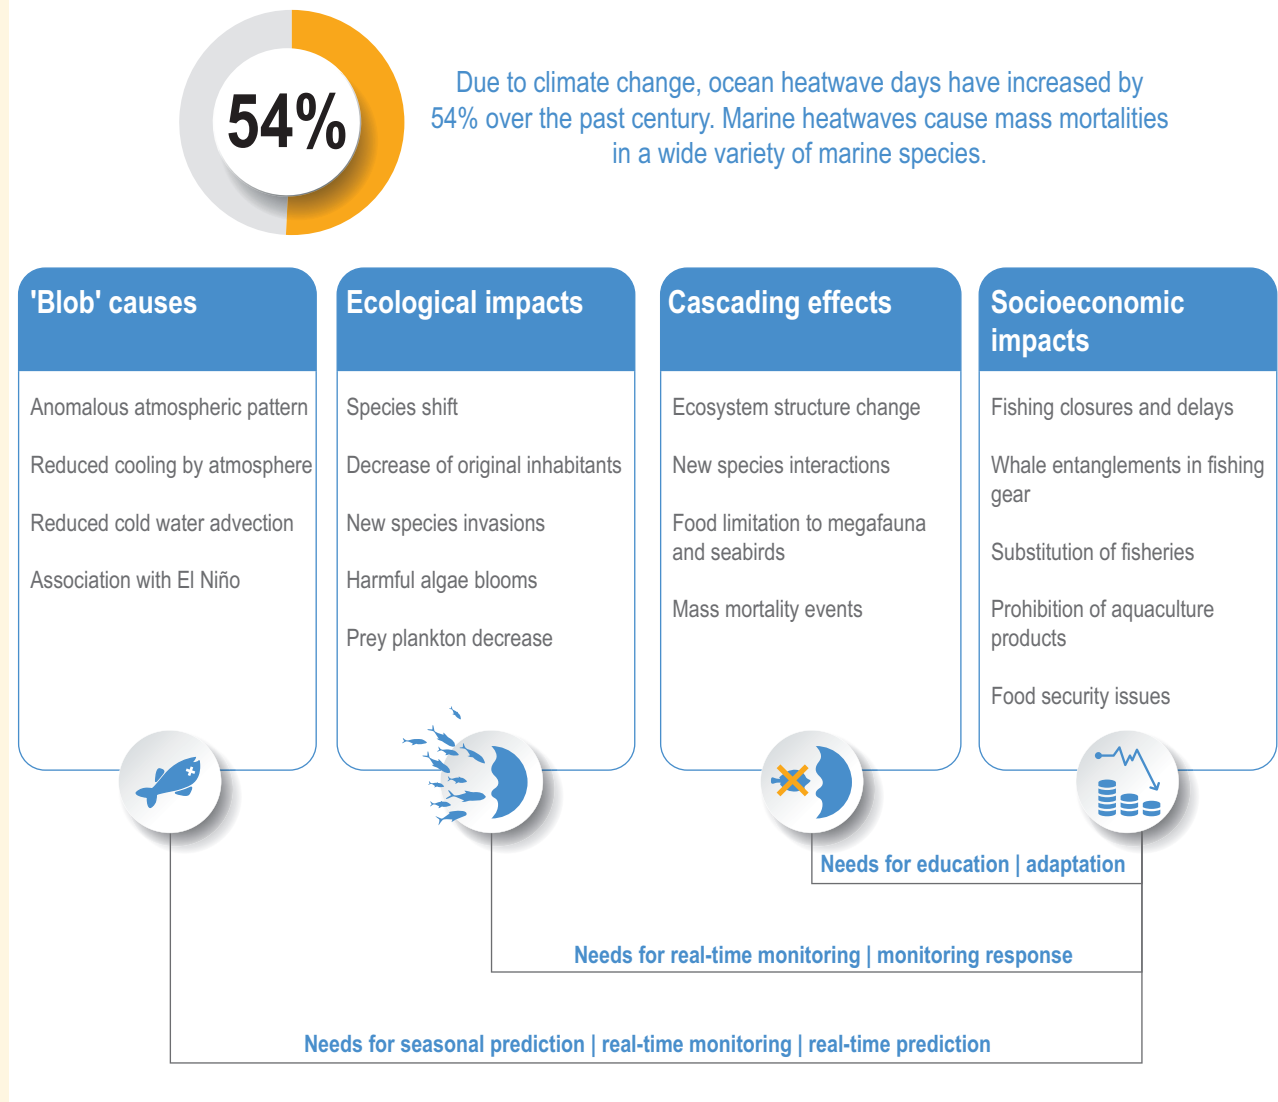 54%
Due to climate change, ocean heatwave days have increased by
54% over the past century. Marine heatwaves cause mass mortalities
in a wide variety of marine species.
'Blob' causes
Anomalous atmospheric pattern
Reduced cooling by atmosphere
Reduced cold water advection
Association with El Niño
Ecological impacts
Species shift
Decrease of original inhabitants
New species invasions
Harmful algae blooms
Prey plankton decrease
Cascading effects
Ecosystem structure change
New species interactions
Food limitation to megafauna
and seabirds
Mass mortality events
Socioeconomic
impacts
Fishing closures and delays
Whale entanglements in fishing
gear
Substitution of fisheries
Prohibition of aquaculture
products
Food security issues
Needs for education | adaptation
Needs for real-time monitoring | monitoring response
Needs for seasonal prediction | real-time monitoring | real-time prediction